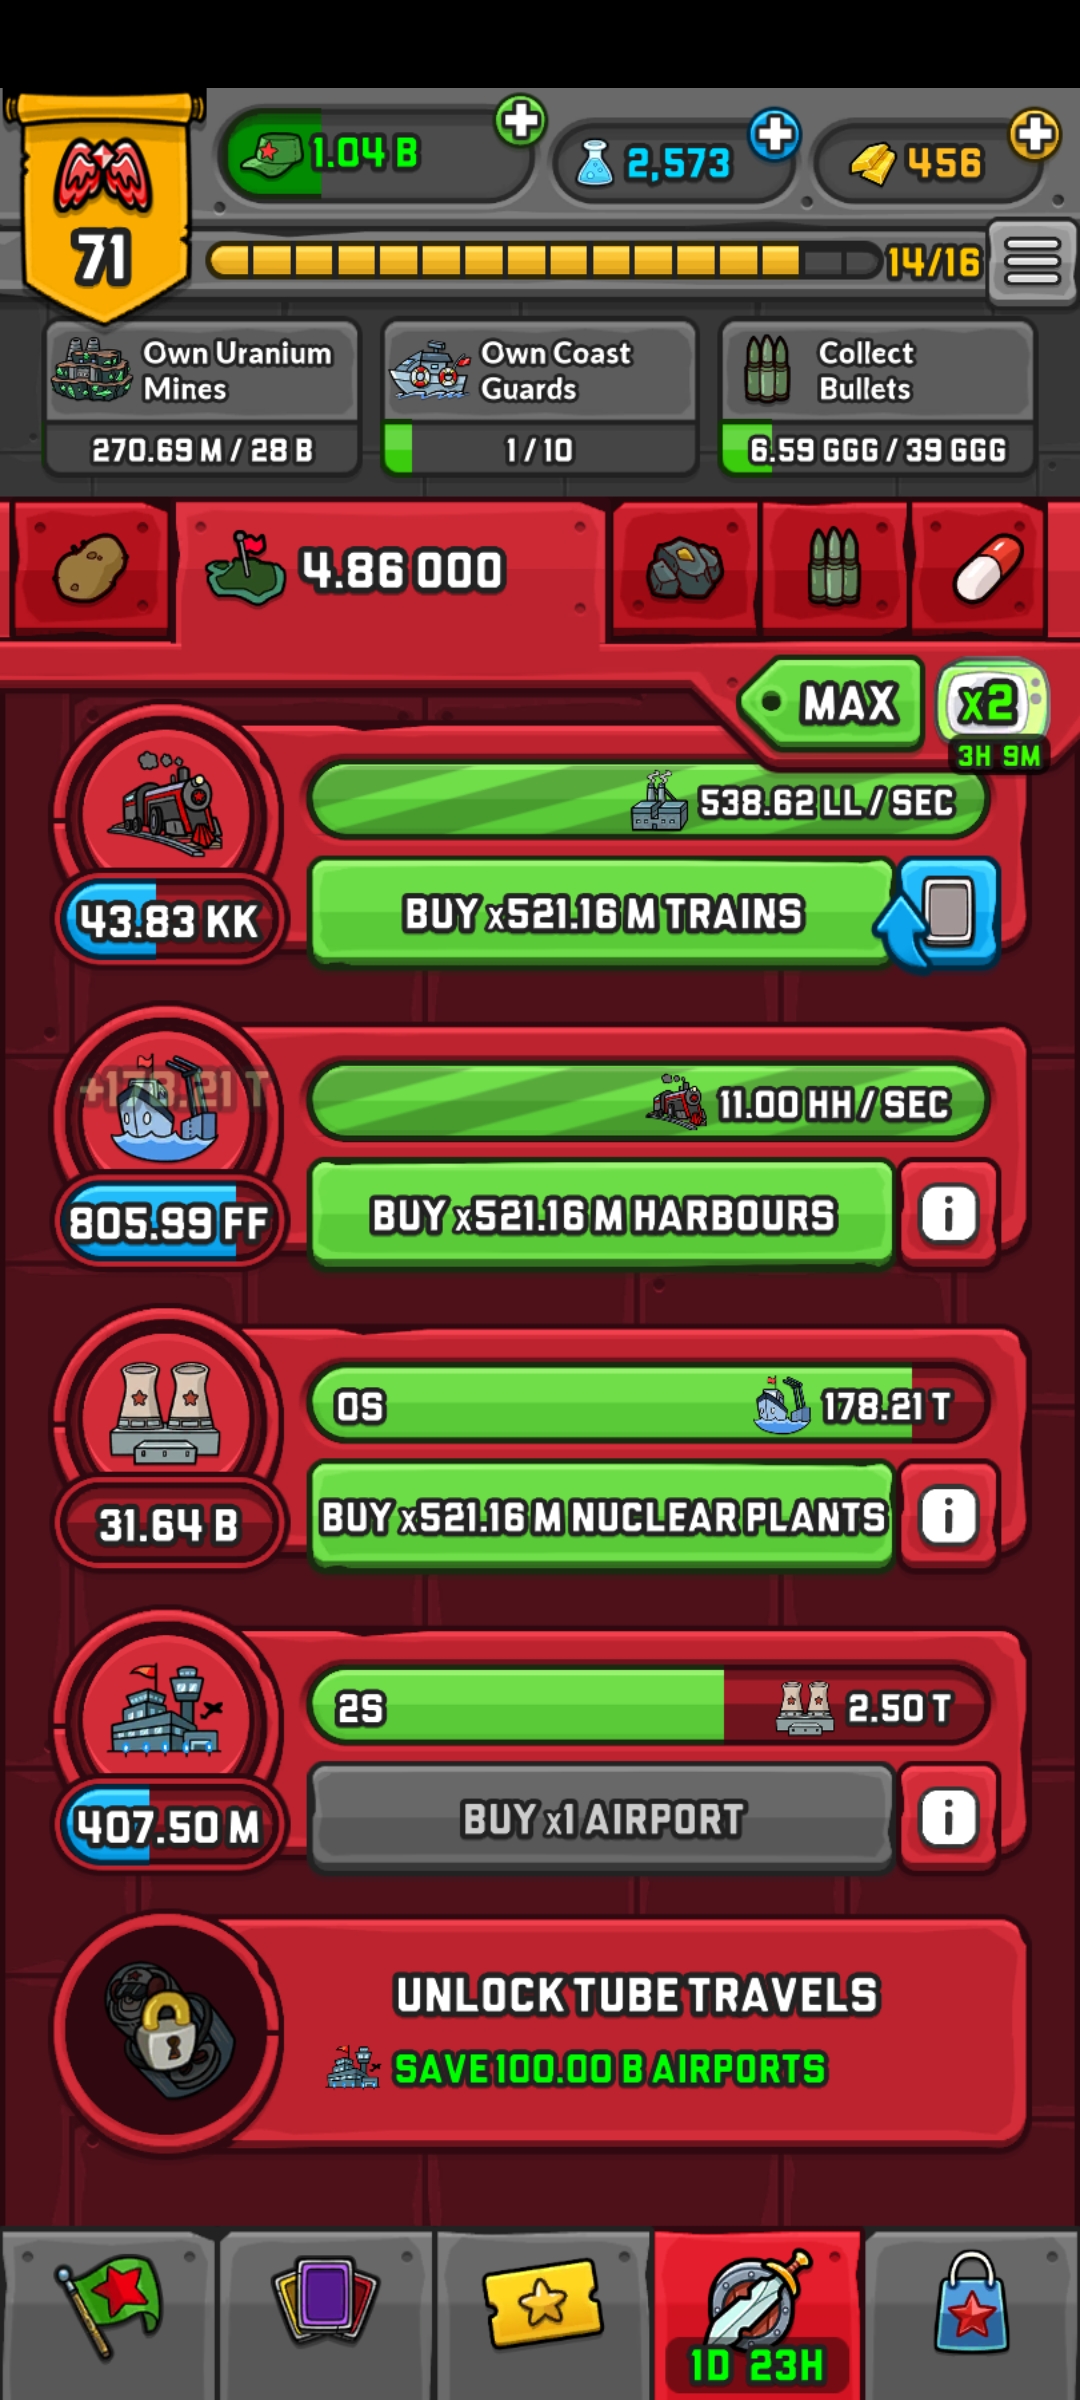 71
1.04 B
2,573
456
14/16
Own Uranium
Mines
270.69 M / 28 B
Own Coast
Guards
1 / 10
Collect
Bullets
6.59 GGG / 39 GGG
4.86 OOO
MAX
x2
3H 9M
538.62 LL / SEC
43.83 KK
BUY x521.16 M TRAINS
+178.21 T
11.00 HH / SEC
805.99 FF
BUY x521.16 M HARBOURS
i
0S
178.21 T
31.64 B
BUY x521.16 M NUCLEAR PLANTS
i
2S
2.50 T
407.50 M
BUY x1 AIRPORT
i
UNLOCK TUBE TRAVELS
SAVE 100.00 B AIRPORTS
1D 23H